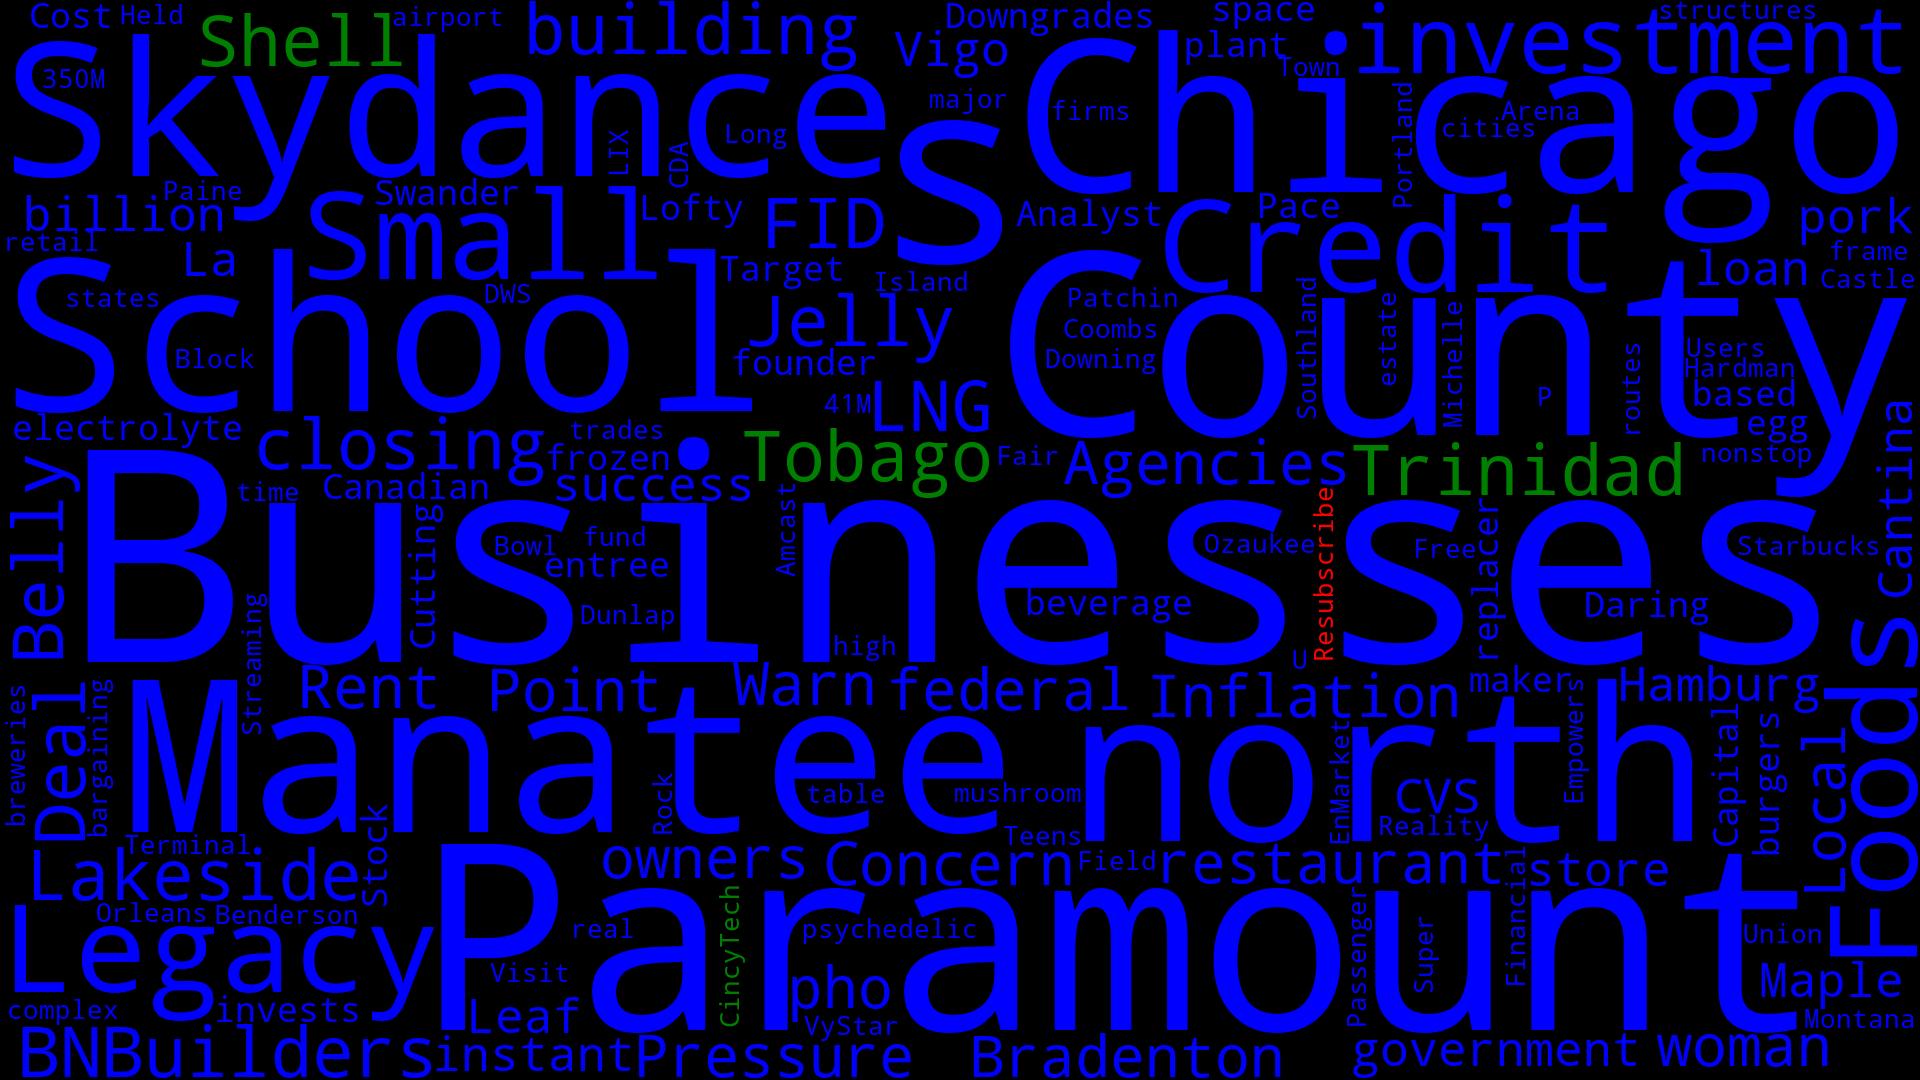 Cost
Held
Shell
airport
building
Downgrades
space
structures
Skydance
350M
Vigo
plant
Town
investment
major
s
Chicago
firms
Portland
cities
Arena
LIX
CDA
Long
Paine
billion
retail
La
Small
Swander
Lofty
FID
Analyst
Pace
Credit
pork
frame
Castle
loan
School
states
Block
DWS
Target
Island
Jelly
founder
41M
LNG
County
Patchin
Coombs
Downing
Southland
estate
Michelle
P
routes
Users
Hardman
based
egg
nonstop
cantina
electrolyte
closing
trades
frozen
Tobago
Fair
Agencies
Trinidad
Belly
time
Canadian
success
Businesses
Cutting
Bowl
fund
entree
Dunlap
Amcast
high
beverage
Ozaukee
Resubscribe
Free
replacer
Daring
Starbucks
U
Streaming
Rent
Point
Warn
federal
Inflation
maker
Hamburg
Foods
breweries
Deal
bargaining
Manatee
Rock
table
mushroom
Teens
north
EnMarket
CVS
Reality
Empowers
Capital
burgers
Local
Terminal
Lakeside
Stock
owners
Concern
Field
restaurant
store
Financial
Orleans
Benderson
Legacy
Paramount
real
CincyTech
psychedelic
Passenger
Super
Union
Visit
pho
Maple
complex
invests
Leaf
VyStar
Montana
BNBuilders
instant
Pressure
Bradenton
government
woman